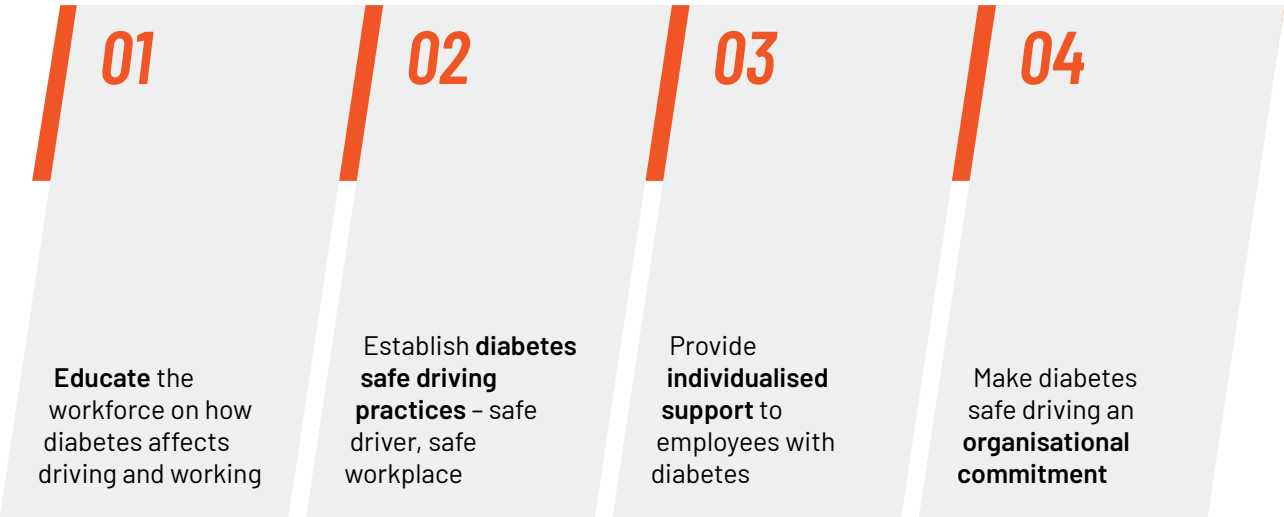 01
Educate the
workforce on how
diabetes affects
driving and working
02
Establish diabetes
safe driving
practices – safe
driver, safe
workplace
03
Provide
individualised
support to
employees with
diabetes
04
Make diabetes
safe driving an
organisational
commitment